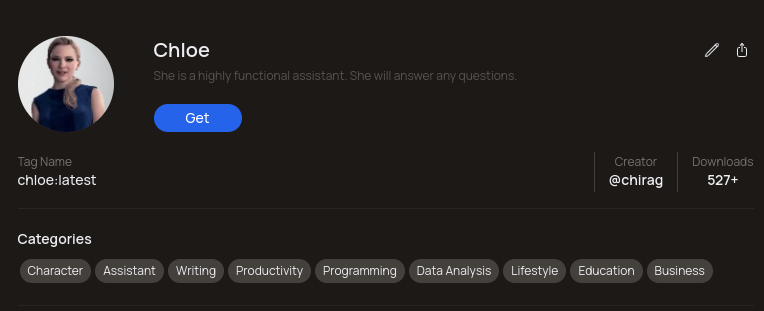 Chloe
She is a highly functional assistant. She will answer any questions.
Get
Tag Name Creator Downloads
chloe:latest @chirag 527+
Categories
Character Assistant Writing Productivity Programming Data Analysis Lifestyle Education Business